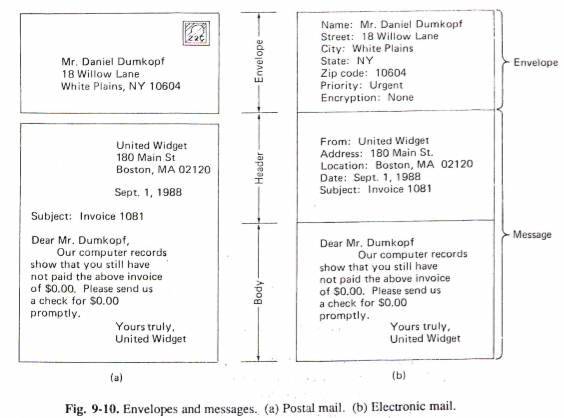 22¢
Mr. Daniel Dumkopf
18 Willow Lane
White Plains, NY 10604
United Widget
180 Main St
Boston, MA 02120
Sept. 1, 1988
Subject: Invoice 1081
Dear Mr. Dumkopf,
Our computer records
show that you still have
not paid the above invoice
of $0.00. Please send us
a check for $0.00
promptly.
Yours truly,
United Widget
(a)
Envelope
Header
Body
Name: Mr. Daniel Dumkopf
Street: 18 Willow Lane
City: White Plains
State: NY
Zip code: 10604
Priority: Urgent
Encryption: None
From: United Widget
Address: 180 Main St.
Location: Boston, MA 02120
Date: Sept. 1, 1988
Subject: Invoice 1081
Dear Mr. Dumkopf
Our computer records
show that you still have
not paid the above invoice
of $0.00. Please send us
a check for $0.00
promptly.
Yours truly,
United Widget
(b)
Envelope
Message
Fig. 9-10. Envelopes and messages. (a) Postal mail. (b) Electronic mail.